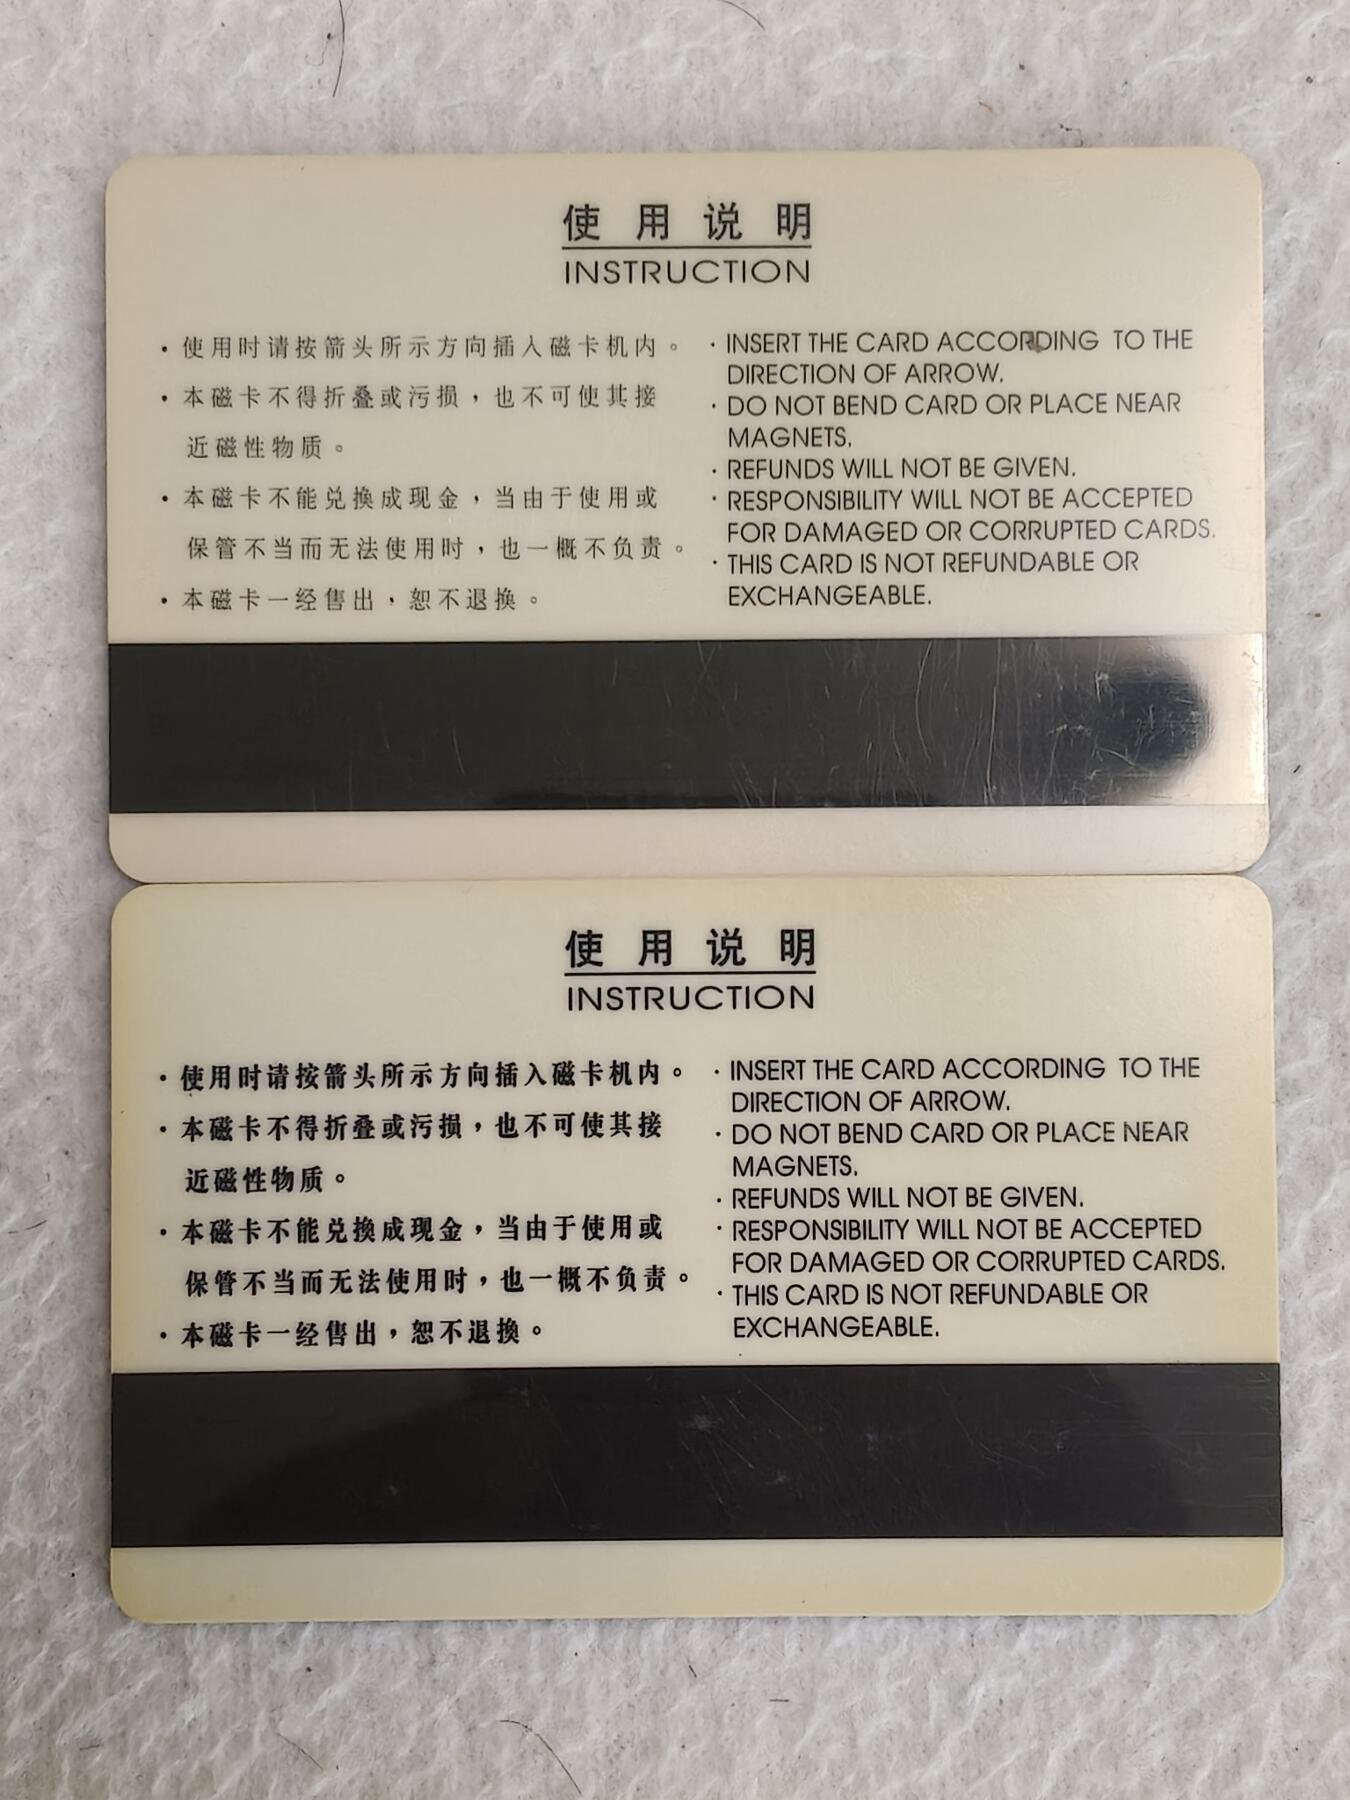 使用说明
INSTRUCTION
·使用时请按箭头所示方向插入磁卡机内。
·本磁卡不得折叠或污损，也不可使其接
近磁性物质。
·本磁卡不能兑换成现金，当由于使用或
保管不当而无法使用时，也一概不负责。
·本磁卡一经售出，恕不退换。
·INSERT THE CARD ACCORDING TO THE
DIRECTION OF ARROW.
·DO NOT BEND CARD OR PLACE NEAR
MAGNETS.
·REFUNDS WILL NOT BE GIVEN.
·RESPONSIBILITY WILL NOT BE ACCEPTED
FOR DAMAGED OR CORRUPTED CARDS.
·THIS CARD IS NOT REFUNDABLE OR
EXCHANGEABLE.
使用说明
INSTRUCTION
·使用时请按箭头所示方向插入磁卡机内。
·本磁卡不得折叠或污损，也不可使其接
近磁性物质。
·本磁卡不能兑换成现金，当由于使用或
保管不当而无法使用时，也一概不负责。
·本磁卡一经售出，恕不退换。
·INSERT THE CARD ACCORDING TO THE
DIRECTION OF ARROW.
·DO NOT BEND CARD OR PLACE NEAR
MAGNETS.
·REFUNDS WILL NOT BE GIVEN.
·RESPONSIBILITY WILL NOT BE ACCEPTED
FOR DAMAGED OR CORRUPTED CARDS.
·THIS CARD IS NOT REFUNDABLE OR
EXCHANGEABLE.